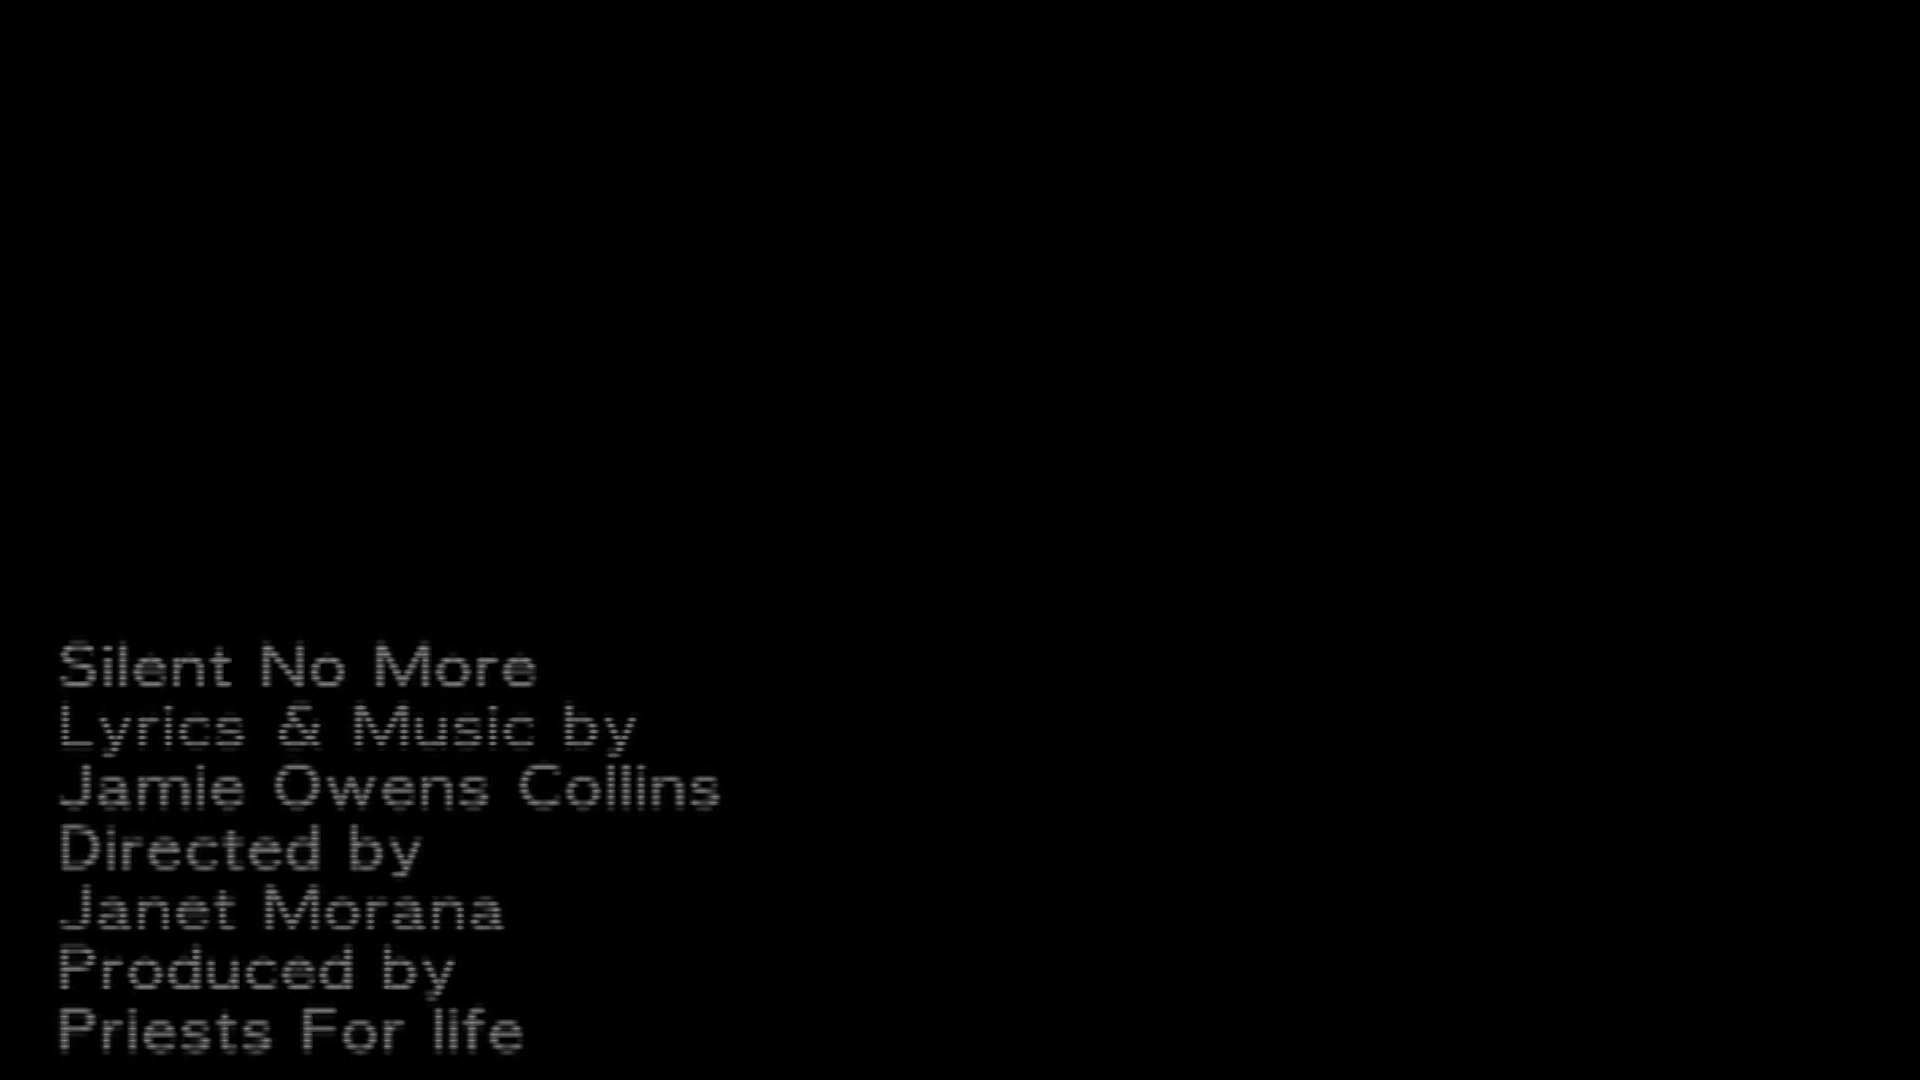 Silent No More
Lyrics & Music by
Jamie Owens Collins
Directed by
Janet Morana
Produced by
Priests For life